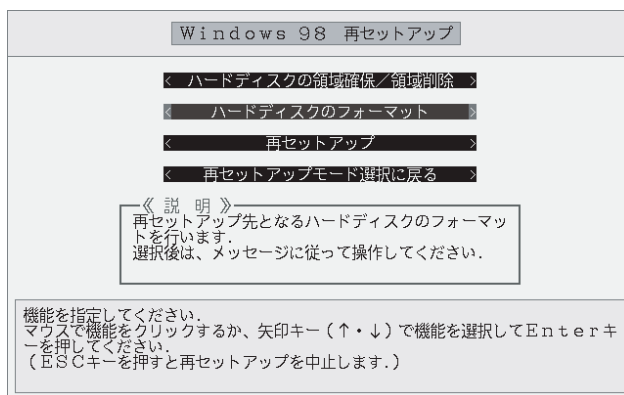 Ｗｉｎｄｏｗｓ ９８　再セットアップ
＜　ハードディスクの領域確保／領域削除　＞
＜　ハードディスクのフォーマット　＞
＜　再セットアップ　＞
＜　再セットアップモード選択に戻る　＞
《 説　明 》
再セットアップ先となるハードディスクのフォーマッ
トを行います．
選択後は、メッセージに従って操作してください．
機能を指定してください．
マウスで機能をクリックするか、矢印キー（↑・↓）で機能を選択してＥｎｔｅｒキ
ーを押してください．
（ＥＳＣキーを押すと再セットアップを中止します．）